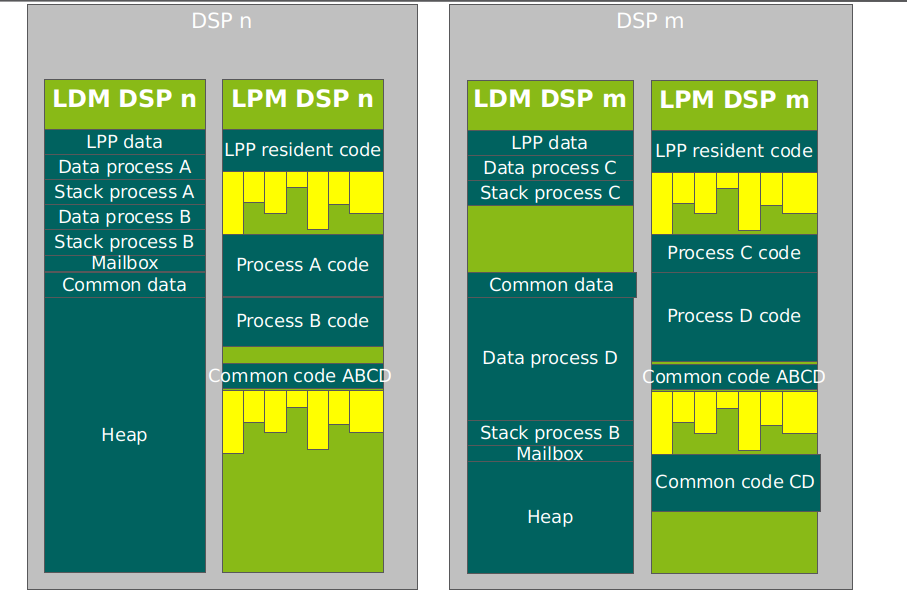 DSP n
LDM DSP n
LPP data
Data process A
Stack process A
Data process B
Stack process B
Mailbox
Common data
Heap
LPM DSP n
LPP resident code
Process A code
Process B code
Common code ABCD
DSP m
LDM DSP m
LPP data
Data process C
Stack process C
Common data
Data process D
Stack process B
Mailbox
Heap
LPM DSP m
LPP resident code
Process C code
Process D code
Common code ABCD
Common code CD